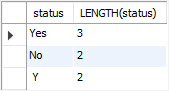 status LENGTH(status)
Yes 3
No 2
Y 2